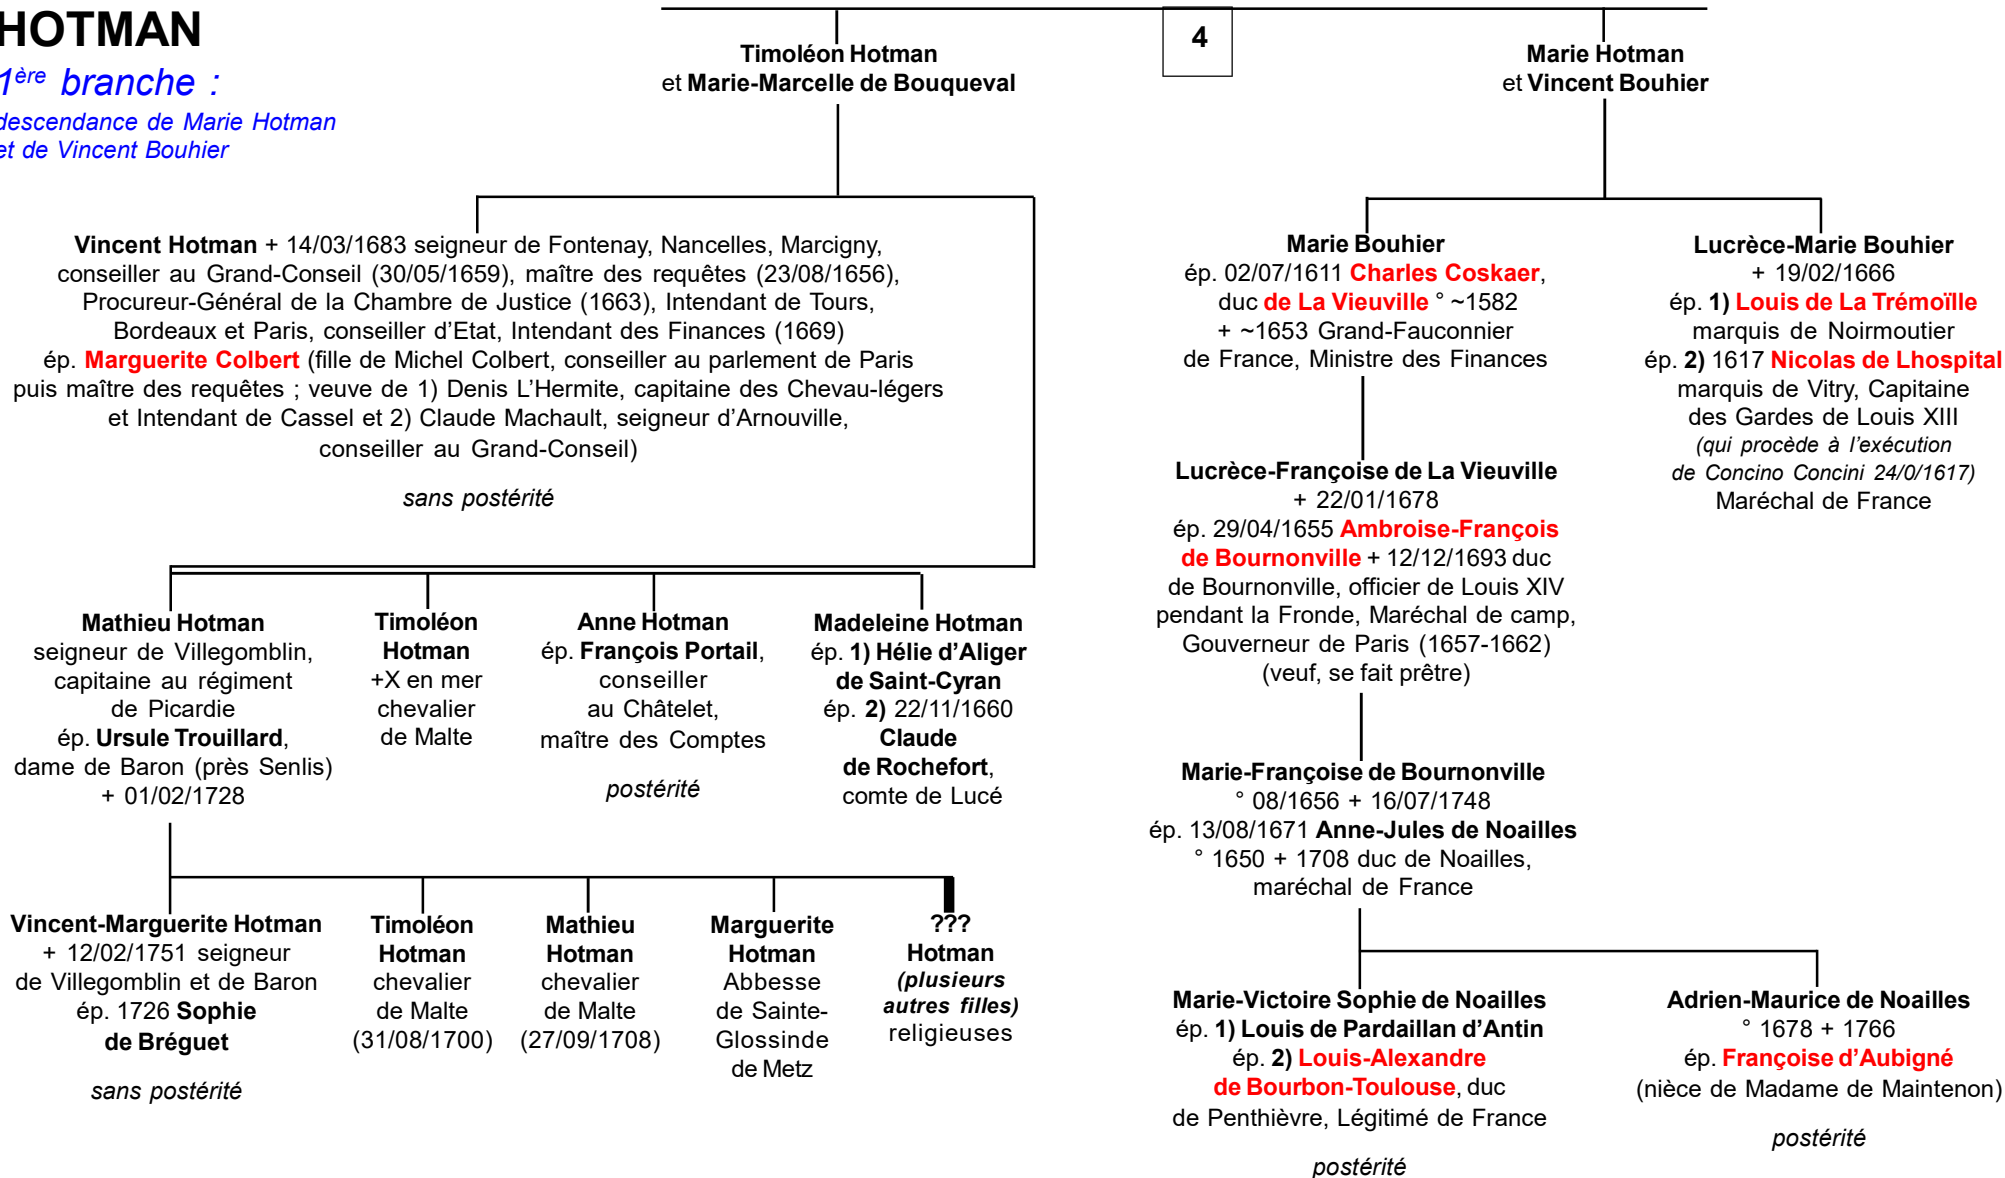 HOTMAN
1ère branche :
descendance de Marie Hotman
et de Vincent Bouhier
4
Timoléon Hotman
et Marie-Marcelle de Bouqueval
Marie Hotman
et Vincent Bouhier
Vincent Hotman + 14/03/1683 seigneur de Fontenay, Nancelles, Marcigny,
conseiller au Grand-Conseil (30/05/1659), maître des requêtes (23/08/1656),
Procureur-Général de la Chambre de Justice (1663), Intendant de Tours,
Bordeaux et Paris, conseiller d'Etat, Intendant des Finances (1669)
ép. Marguerite Colbert (fille de Michel Colbert, conseiller au parlement de Paris
puis maître des requêtes ; veuve de 1) Denis L'Hermite, capitaine des Chevau-légers
et Intendant de Cassel et 2) Claude Machault, seigneur d'Arnouville,
conseiller au Grand-Conseil)
sans postérité
Marie Bouhier
ép. 02/07/1611 Charles Coskaer,
duc de La Vieuville ° ~1582
+ ~1653 Grand-Fauconnier
de France, Ministre des Finances
Lucrèce-Marie Bouhier
+ 19/02/1666
ép. 1) Louis de La Trémoïlle
marquis de Noirmoutier
ép. 2) 1617 Nicolas de Lhospital
marquis de Vitry, Capitaine
des Gardes de Louis XIII
(qui procède à l'exécution
de Concino Concini 24/0/1617)
Maréchal de France
Lucrèce-Françoise de La Vieuville
+ 22/01/1678
ép. 29/04/1655 Ambroise-François
de Bournonville + 12/12/1693 duc
de Bournonville, officier de Louis XIV
pendant la Fronde, Maréchal de camp,
Gouverneur de Paris (1657-1662)
(veuf, se fait prêtre)
Mathieu Hotman
seigneur de Villegomblin,
capitaine au régiment
de Picardie
ép. Ursule Trouillard,
dame de Baron (près Senlis)
+ 01/02/1728
Timoléon
Hotman
+X en mer
chevalier
de Malte
Anne Hotman
ép. François Portail,
conseiller
au Châtelet,
maître des Comptes
postérité
Madeleine Hotman
ép. 1) Hélie d'Aliger
de Saint-Cyran
ép. 2) 22/11/1660
Claude
de Rochefort,
comte de Lucé
Marie-Françoise de Bournonville
° 08/1656 + 16/07/1748
ép. 13/08/1671 Anne-Jules de Noailles
° 1650 + 1708 duc de Noailles,
maréchal de France
Vincent-Marguerite Hotman
+ 12/02/1751 seigneur
de Villegomblin et de Baron
ép. 1726 Sophie
de Bréguet
sans postérité
Timoléon
Hotman
chevalier
de Malte
(31/08/1700)
Mathieu
Hotman
chevalier
de Malte
(27/09/1708)
Marguerite
Hotman
Abbesse
de Sainte-
Glossinde
de Metz
???
Hotman
(plusieurs
autres filles)
religieuses
Marie-Victoire Sophie de Noailles
ép. 1) Louis de Pardaillan d'Antin
ép. 2) Louis-Alexandre
de Bourbon-Toulouse, duc
de Penthièvre, Légitimé de France
postérité
Adrien-Maurice de Noailles
° 1678 + 1766
ép. Françoise d'Aubigné
(nièce de Madame de Maintenon)
postérité